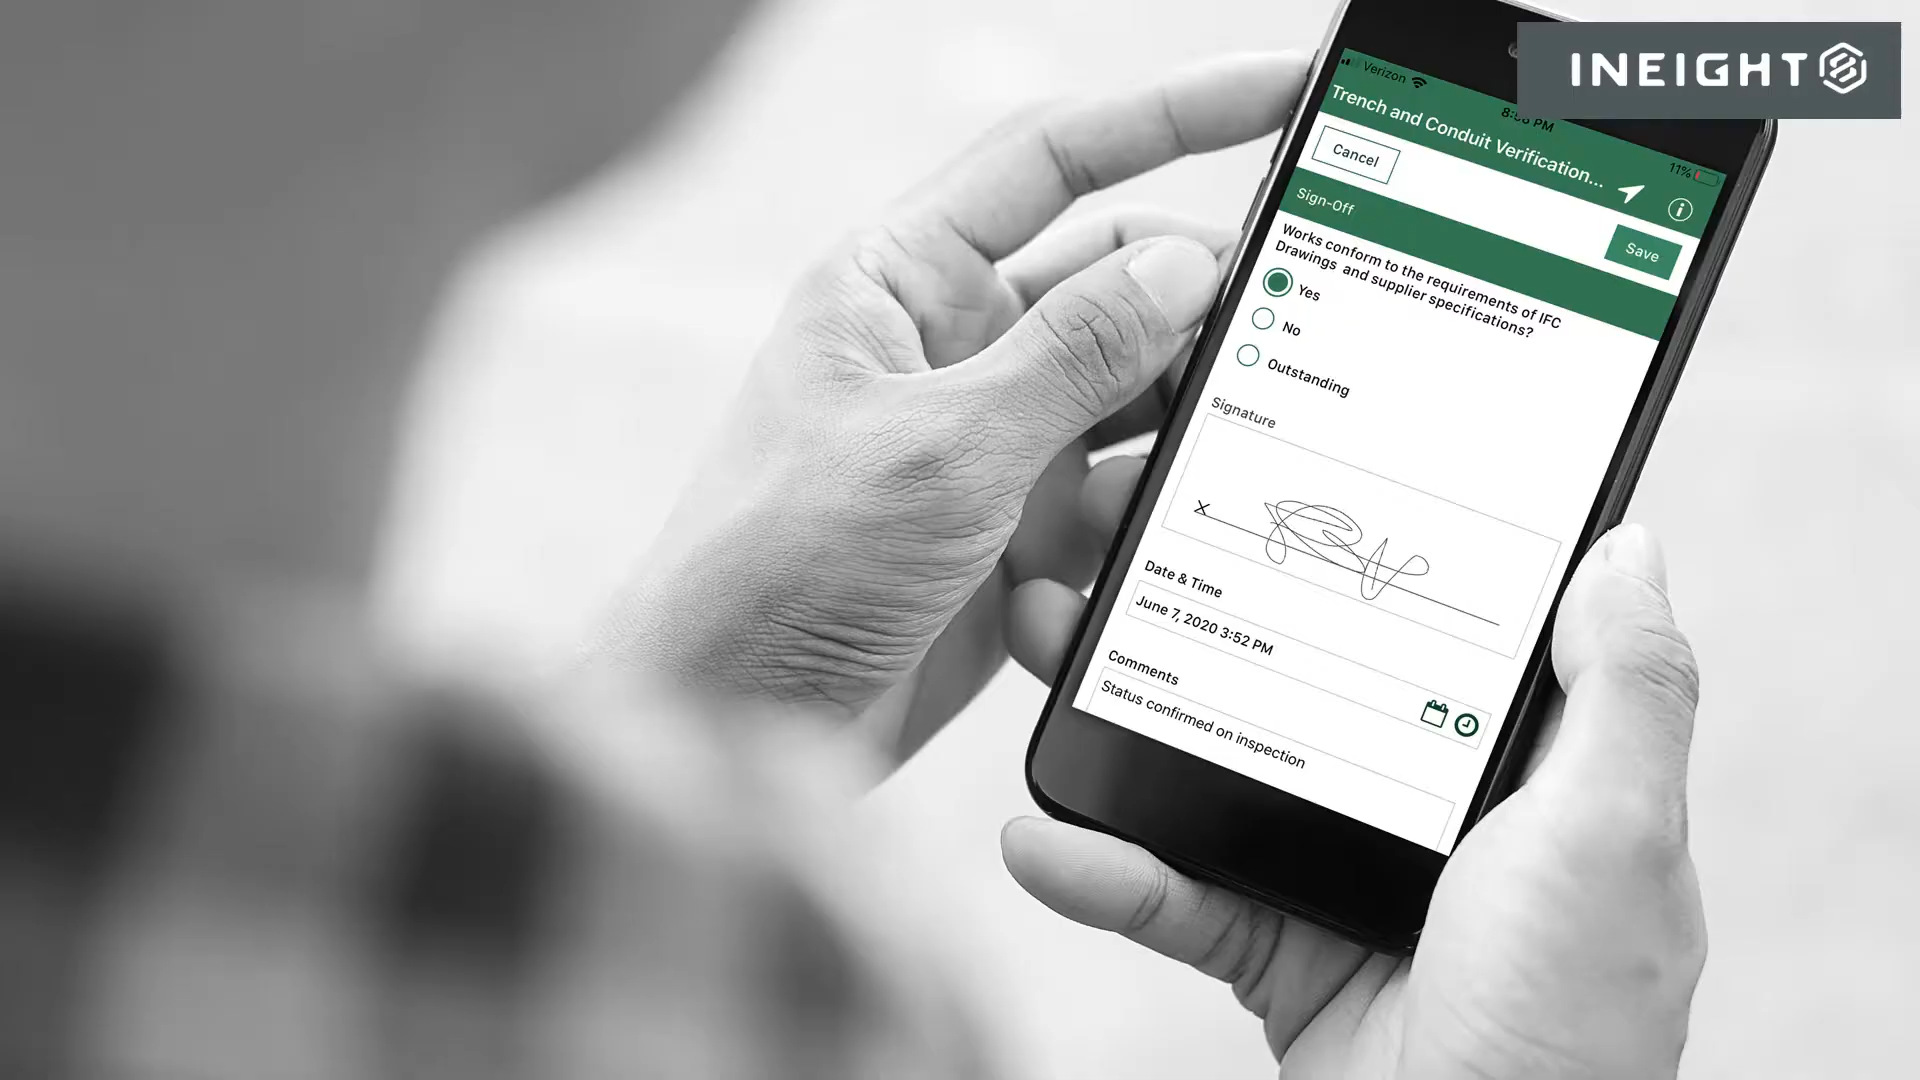 INEIGHT
Verizon
11%
Trench and Conduit Verification...
Cancel
Save
Sign-Off
Works conform to the requirements of IFC
Drawings and supplier specifications?
Yes
No
Outstanding
Signature
X
Date & Time
June 7, 2020 3:52 PM
Comments
Status confirmed on inspection